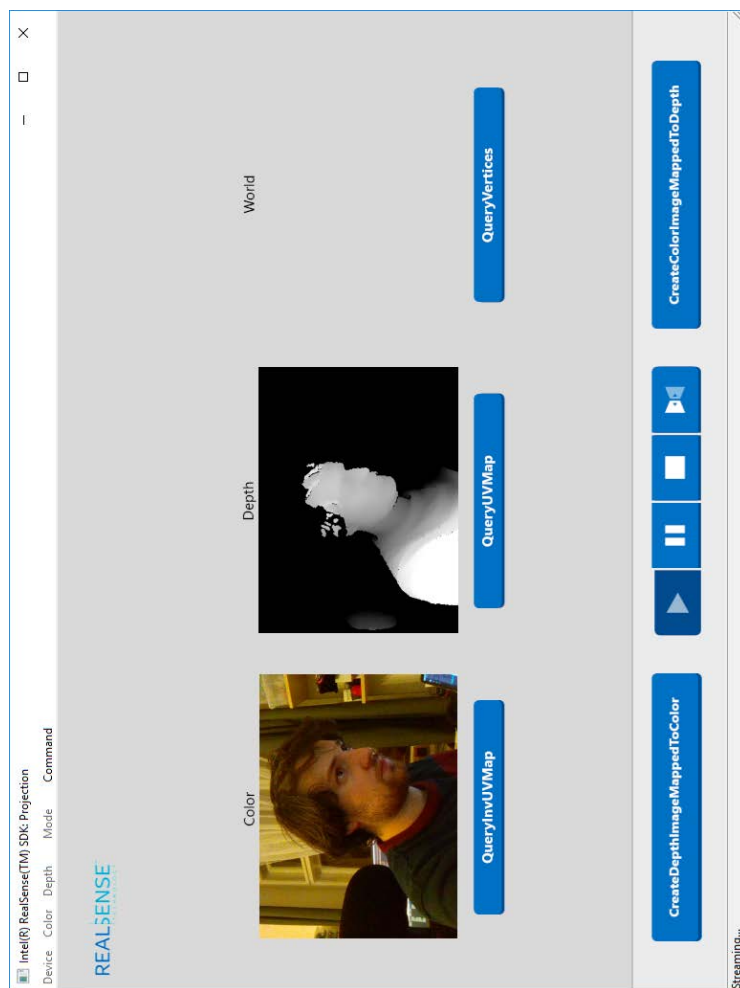 Intel(R) RealSense(TM) SDK: Projection
Device Color Depth Mode Command
REALSENSE
TECHNOLOGY
Color Depth World
QueryInvUVMap QueryUVMap QueryVertices
CreateDepthImageMappedToColor CreateColorImageMappedToDepth
Streaming...